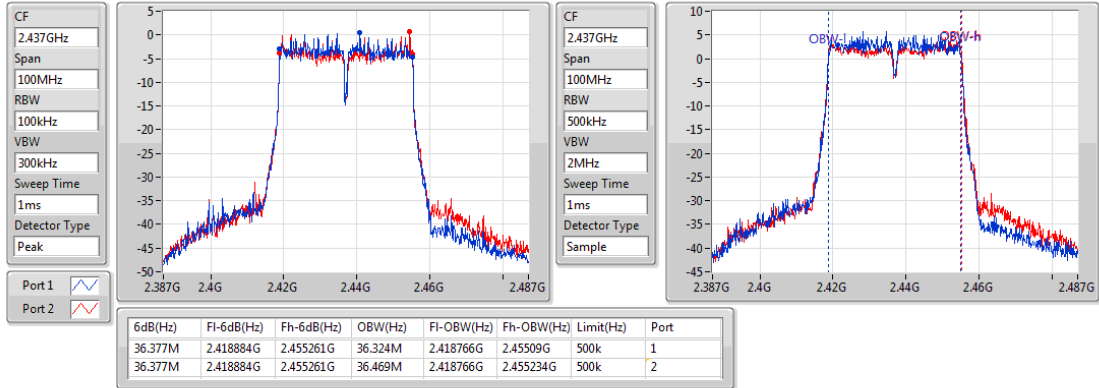 CF
2.437GHz
Span
100MHz
RBW
100kHz
VBW
300kHz
Sweep Time
1ms
Detector Type
Peak
Port 1
Port 2
5
0
-5
-10
-15
-20
-25
-30
-35
-40
-45
-50
2.387G 2.4G 2.42G 2.44G 2.46G 2.487G
CF
2.437GHz
Span
100MHz
RBW
500kHz
VBW
2MHz
Sweep Time
1ms
Detector Type
Sample
10
5
0
-5
-10
-15
-20
-25
-30
-35
-40
-45
OBW-l OBW-h
2.387G 2.4G 2.42G 2.44G 2.46G 2.487G
6dB(Hz) Fl-6dB(Hz) Fh-6dB(Hz) OBW(Hz) Fl-OBW(Hz) Fh-OBW(Hz) Limit(Hz) Port
36.377M 2.418884G 2.455261G 36.324M 2.418766G 2.45509G 500k 1
36.377M 2.418884G 2.455261G 36.469M 2.418766G 2.455234G 500k 2